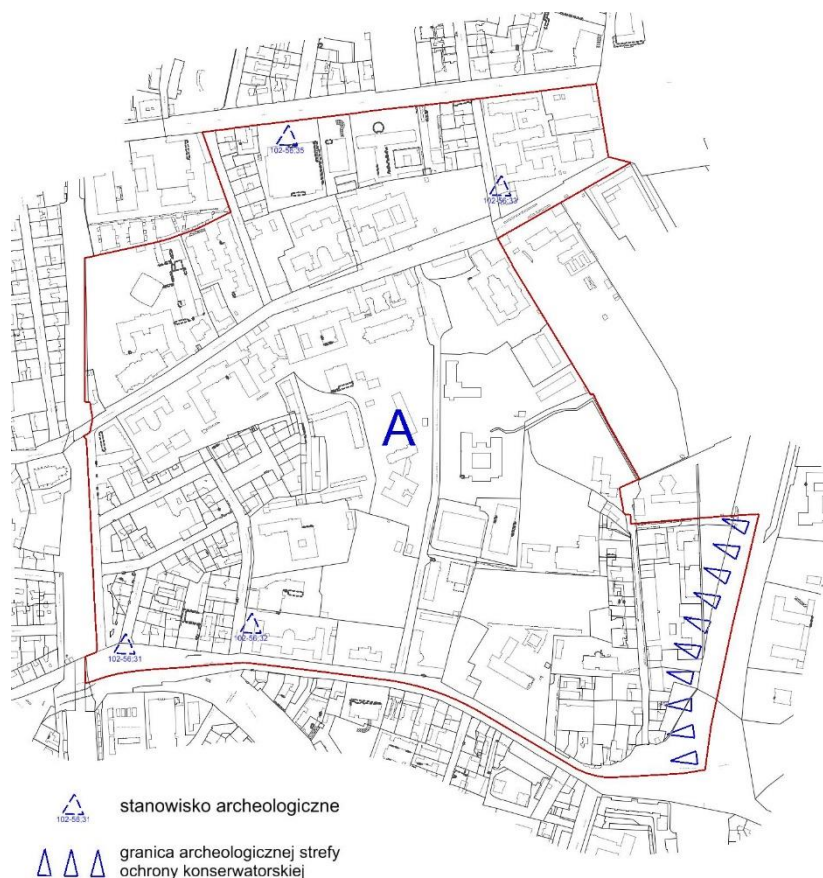 102-56;35
102-56;33
A
102-56;32
102-56;31
102-56;31
stanowisko archeologiczne
granica archeologicznej strefy
ochrony konserwatorskiej